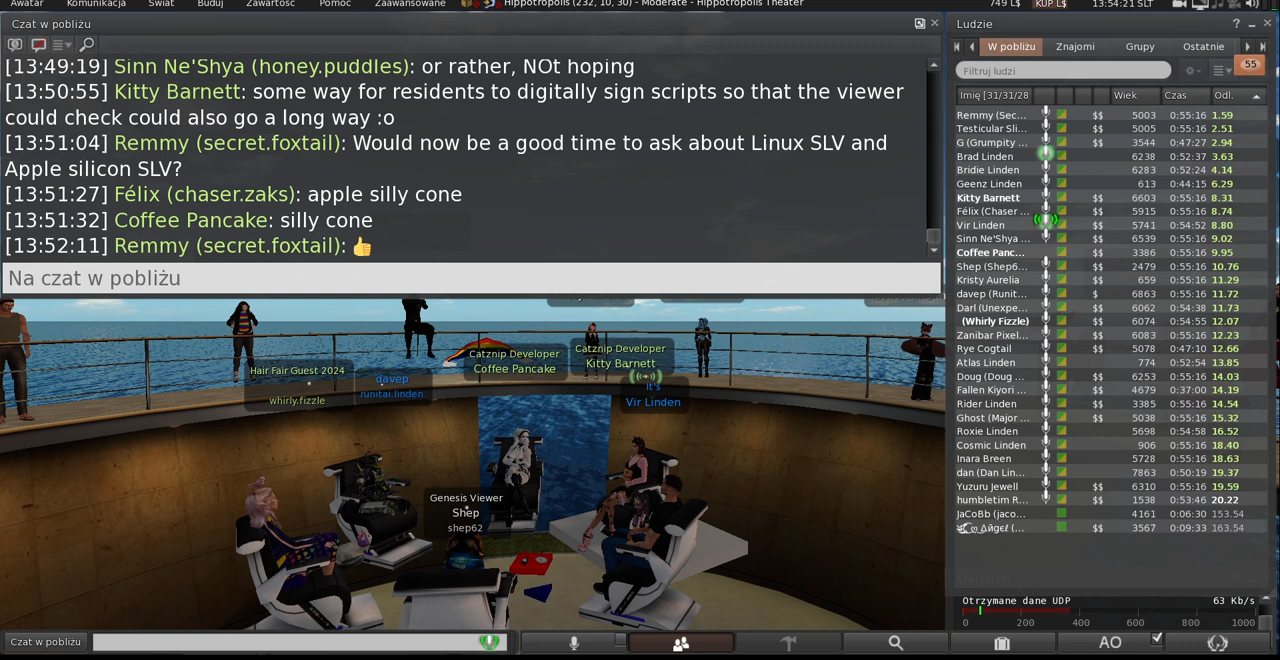 Awatar Komunikacja Świat Buduj Zawartość Pomoc Zaawansowane Hippotropolis (232, 10, 30) - Moderate - Hippotropolis Theater 749 L$ KUP L$ 13:54:21 SLT
Czat w pobliżu
[13:49:19] Sinn Ne'Shya (honey.puddles): or rather, NOt hoping
[13:50:55] Kitty Barnett: some way for residents to digitally sign scripts so that the viewer
could check could also go a long way :o
[13:51:04] Remmy (secret.foxtail): Would now be a good time to ask about Linux SLV and
Apple silicon SLV?
[13:51:27] Félix (chaser.zaks): apple silly cone
[13:51:32] Coffee Pancake: silly cone
[13:52:11] Remmy (secret.foxtail): 👍
Na czat w pobliżu
Catznip Developer
Coffee Pancake
Catznip Developer
Kitty Barnett
Hair Fair Guest 2024
whirly.fizzle
davep
runitai.linden
It's
Vir Linden
Genesis Viewer
Shep
shep62
Ludzie
W pobliżu Znajomi Grupy Ostatnie
55
Filtruj ludzi
Imię [31/31/28 Wiek Czas Odl.
Remmy (Sec... $$ 5003 0:55:16 1.59
Testicular Sli... $$ 5005 0:55:16 2.51
G (Grumpity ... $$ 3544 0:47:27 2.94
Brad Linden 6238 0:52:37 3.63
Bridie Linden 6283 0:52:24 4.14
Geenz Linden 613 0:44:15 6.29
Kitty Barnett $$ 6603 0:55:16 8.31
Félix (Chaser ... $$ 5915 0:55:16 8.74
Vir Linden $$ 5741 0:54:52 8.80
Sinn Ne'Shya ... $$ 6539 0:55:16 9.02
Coffee Panc... $$ 3386 0:55:16 9.95
Shep (Shep6... $$ 2479 0:55:16 10.76
Kristy Aurelia $$ 659 0:55:16 11.29
davep (Runit... $ 6863 0:55:16 11.72
Darl (Unexpe... $$ 6062 0:54:38 11.73
(Whirly Fizzle) $$ 6074 0:54:55 12.07
Zanibar Pixel... $$ 6083 0:55:16 12.23
Rye Cogtail $$ 5078 0:47:10 12.66
Atlas Linden 774 0:52:54 13.85
Doug (Doug ... $$ 6253 0:55:16 14.03
Fallen Kiyori ... $$ 4679 0:37:00 14.19
Rider Linden $$ 3385 0:55:16 14.54
Ghost (Major ... $$ 5038 0:55:16 15.32
Roxie Linden 5698 0:54:58 16.52
Cosmic Linden 906 0:55:16 18.40
Inara Breen 5728 0:55:16 18.63
dan (Dan Lin... 7863 0:50:19 19.37
Yuzuru Jewell $$ 6310 0:55:16 19.59
humbletim R... $$ 1538 0:53:46 20.22
JaCoBb (jaco... 4161 0:06:30 153.54
$$ 3567 0:09:33 163.54
Otrzymane dane UDP 63 Kb/s
0 200 400 600 800 1000
Czat w pobliżu AO